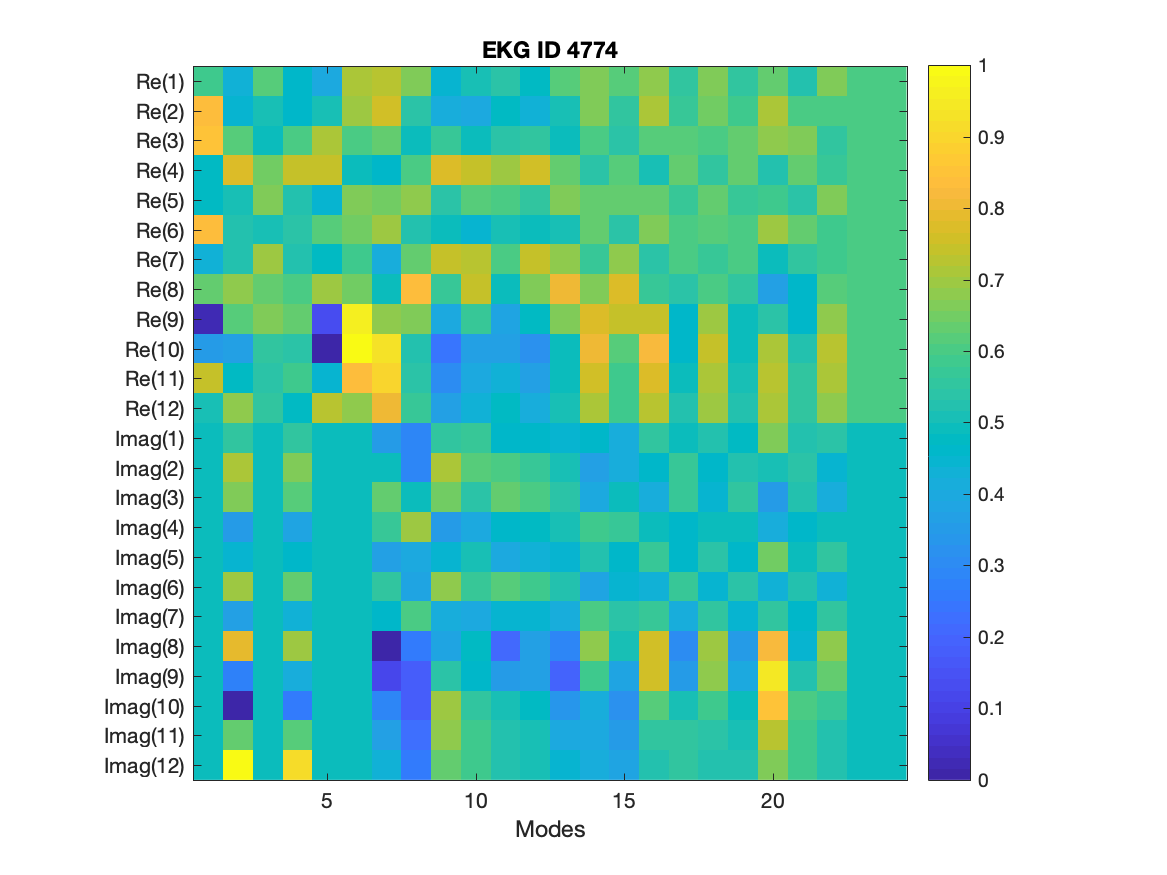 EKG ID 4774
Re(1)
Re(2)
Re(3)
Re(4)
Re(5)
Re(6)
Re(7)
Re(8)
Re(9)
Re(10)
Re(11)
Re(12)
Imag(1)
Imag(2)
Imag(3)
Imag(4)
Imag(5)
Imag(6)
Imag(7)
Imag(8)
Imag(9)
Imag(10)
Imag(11)
Imag(12)
5 10 15 20
Modes
1
0.9
0.8
0.7
0.6
0.5
0.4
0.3
0.2
0.1
0